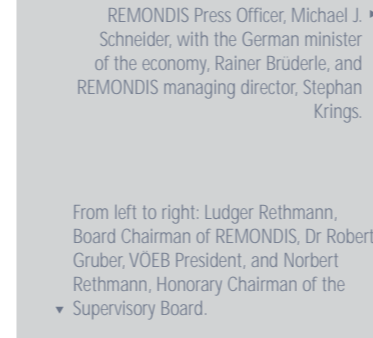 REMONDIS Press Officer, Michael J.
Schneider, with the German minister
of the economy, Rainer Brüderle, and
REMONDIS managing director, Stephan
Krings.
From left to right: Ludger Rethmann,
Board Chairman of REMONDIS, Dr Robert
Gruber, VÖEB President, and Norbert
Rethmann, Honorary Chairman of the
Supervisory Board.